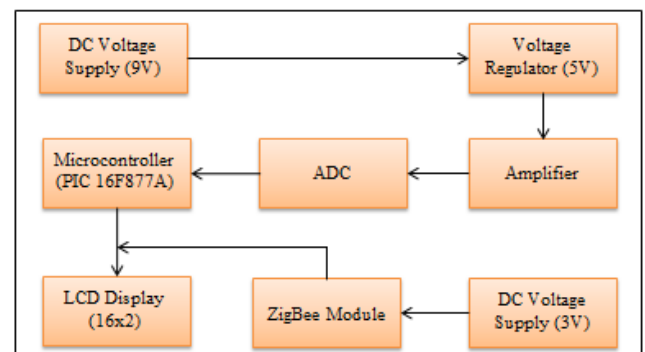 DC Voltage
Supply (9V)
Voltage
Regulator (5V)
Microcontroller
(PIC 16F877A)
ADC
Amplifier
LCD Display
(16x2)
ZigBee Module
DC Voltage
Supply (3V)